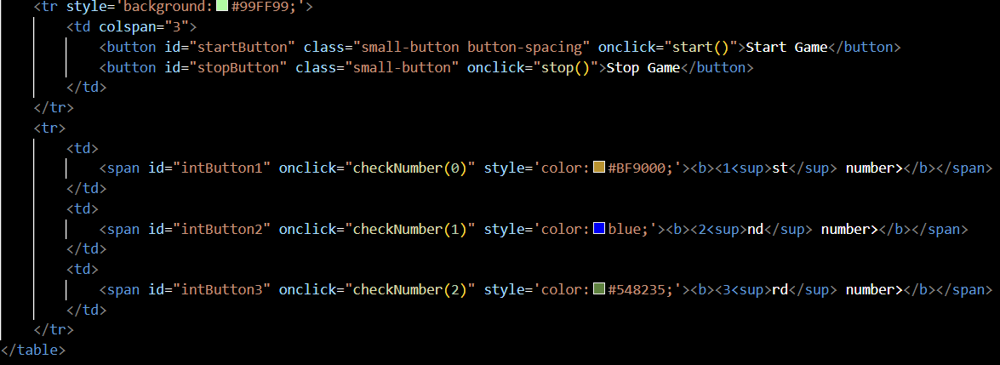 <tr style='background:#99FF99;'>
<td colspan="3">
<button id="startButton" class="small-button button-spacing" onclick="start()">Start Game</button>
<button id="stopButton" class="small-button" onclick="stop()">Stop Game</button>
</td>
</tr>
<tr>
<td>
<span id="intButton1" onclick="checkNumber(0)" style='color:#BF9000;'><b><1<sup>st</sup> number></b></span>
</td>
<td>
<span id="intButton2" onclick="checkNumber(1)" style='color:blue;'><b><2<sup>nd</sup> number></b></span>
</td>
<td>
<span id="intButton3" onclick="checkNumber(2)" style='color:#548235;'><b><3<sup>rd</sup> number></b></span>
</td>
</tr>
</table>